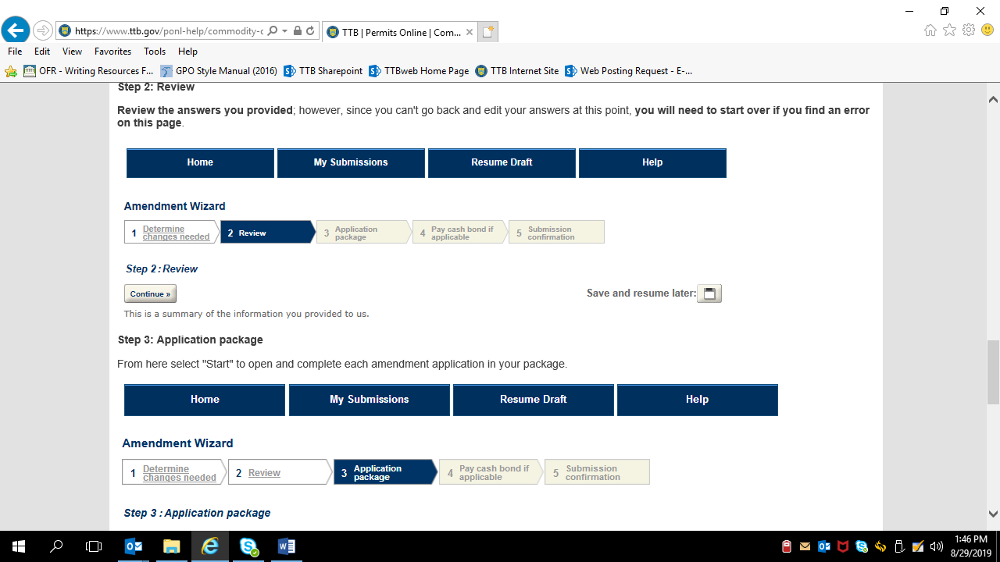 https://www.ttb.gov/ponl-help/commodity-c
TTB | Permits Online | Com...
File Edit View Favorites Tools Help
OFR - Writing Resources F... GPO Style Manual (2016) TTB Sharepoint TTBweb Home Page TTB Internet Site Web Posting Request - E-...
Step 2: Review
Review the answers you provided; however, since you can't go back and edit your answers at this point, you will need to start over if you find an error
on this page.
Home My Submissions Resume Draft Help
Amendment Wizard
1 Determine changes needed 2 Review 3 Application package 4 Pay cash bond if applicable 5 Submission confirmation
Step 2 : Review
Continue »
Save and resume later:
This is a summary of the information you provided to us.
Step 3: Application package
From here select "Start" to open and complete each amendment application in your package.
Home My Submissions Resume Draft Help
Amendment Wizard
1 Determine changes needed 2 Review 3 Application package 4 Pay cash bond if applicable 5 Submission confirmation
Step 3 : Application package
1:46 PM
8/29/2019